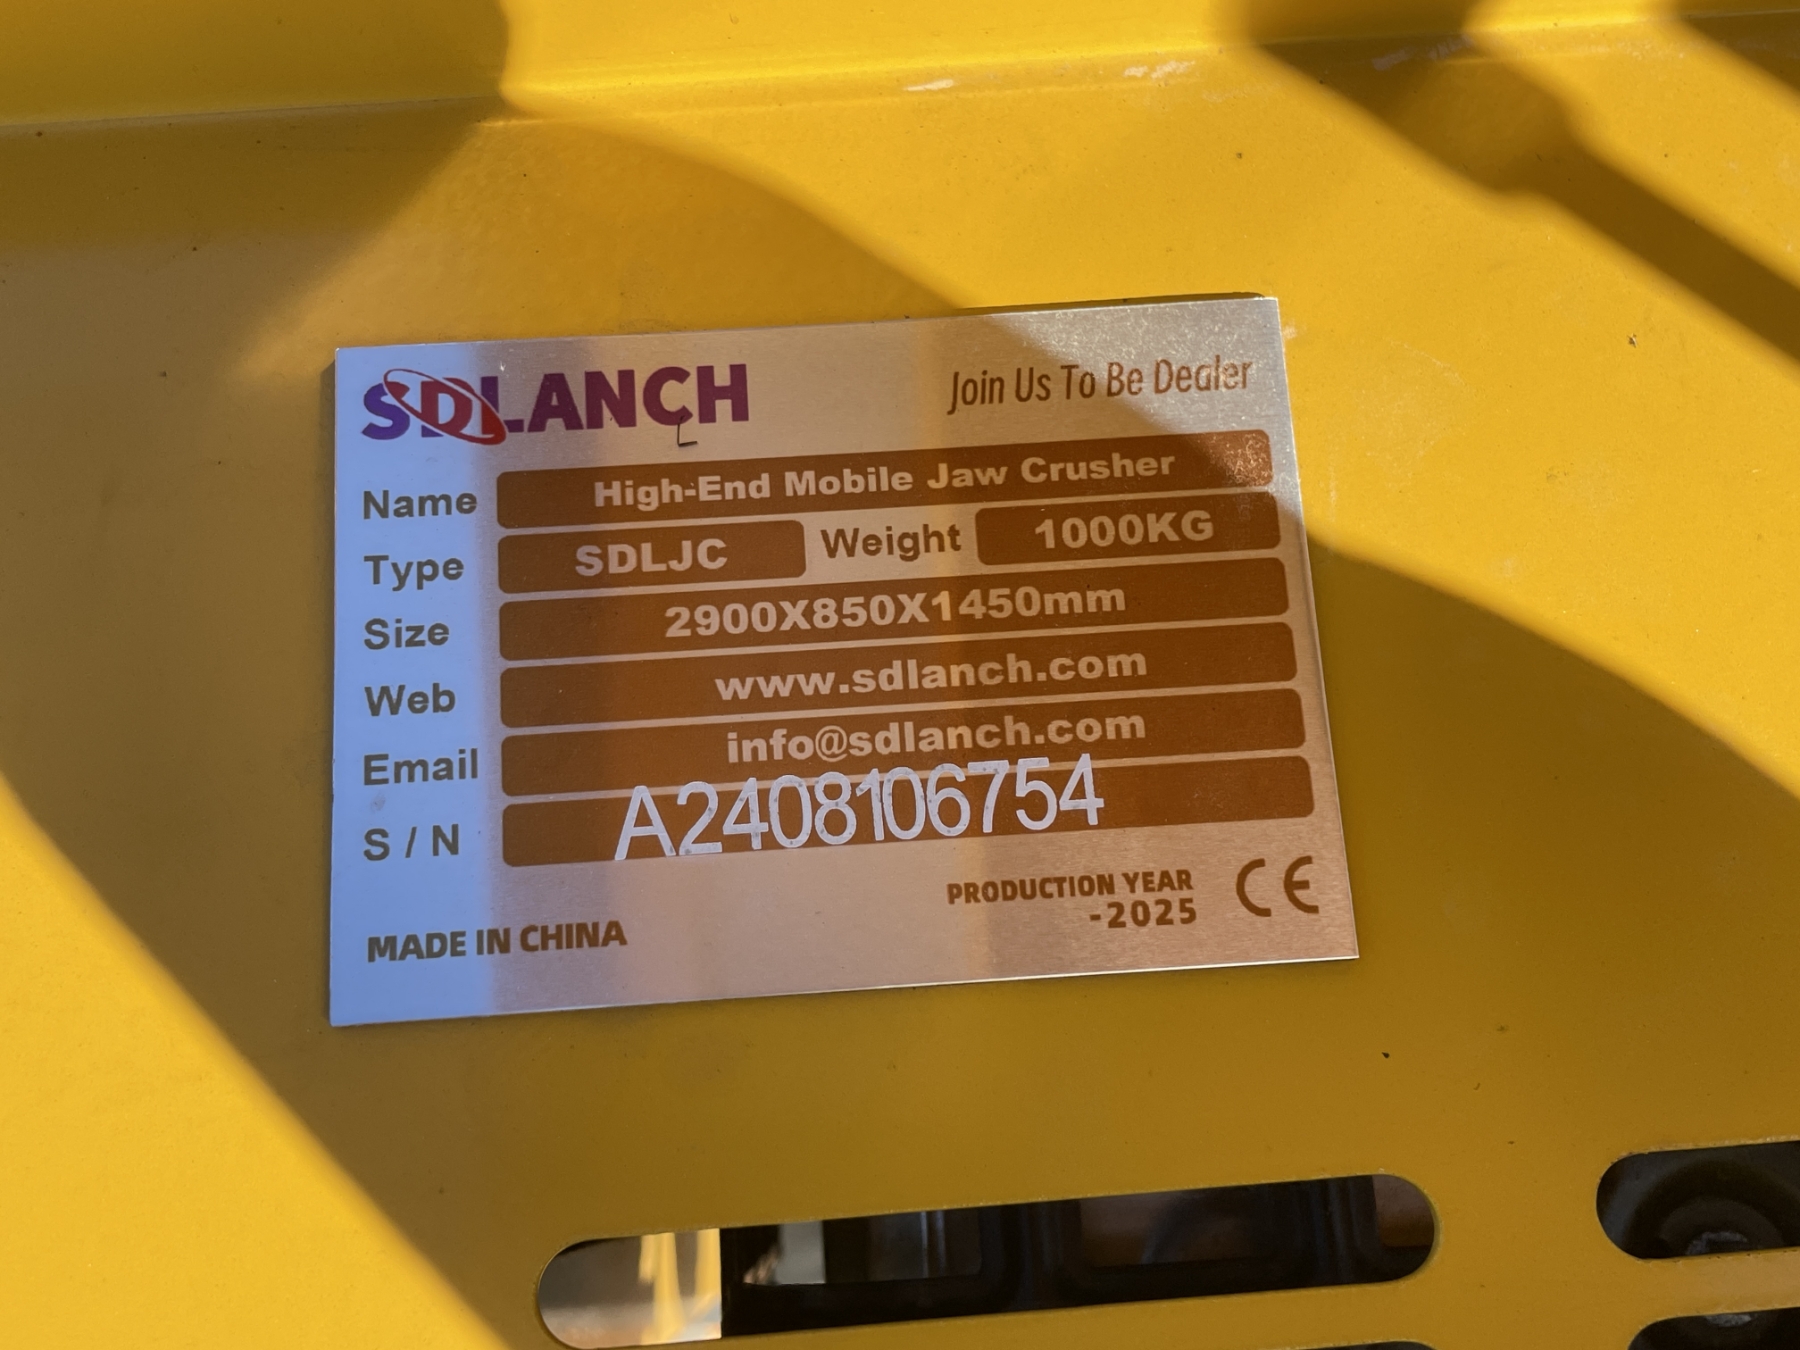 SDLANCH
Join Us To Be Dealer
Name High-End Mobile Jaw Crusher
Type SDLJC Weight 1000KG
Size 2900X850X1450mm
Web www.sdlanch.com
Email info@sdlanch.com
S / N A2408106754
PRODUCTION YEAR
-2025
CE
MADE IN CHINA